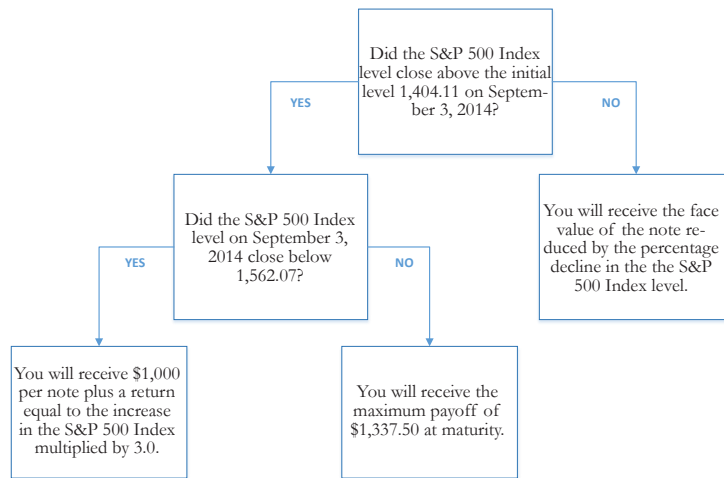 Did the S&P 500 Index
level close above the initial
level 1,404.11 on Septem-
ber 3, 2014?
YES
NO
Did the S&P 500 Index
level on September 3,
2014 close below
1,562.07?
You will receive the face
value of the note re-
duced by the percentage
decline in the the S&P
500 Index level.
YES
NO
You will receive $1,000
per note plus a return
equal to the increase
in the S&P 500 Index
multiplied by 3.0.
You will receive the
maximum payoff of
$1,337.50 at maturity.